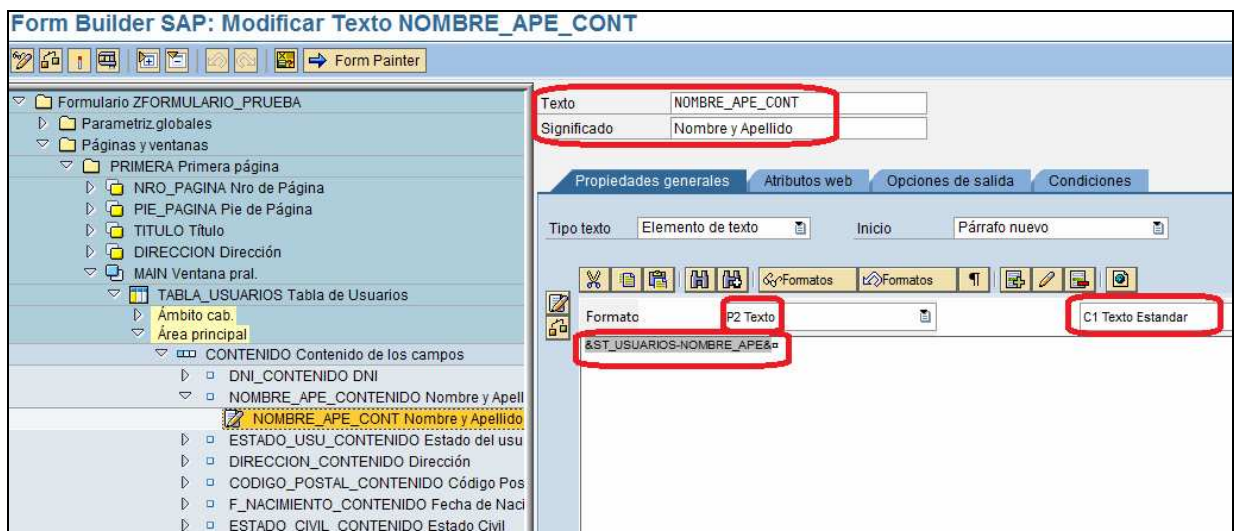 Form Builder SAP: Modificar Texto NOMBRE_APE_CONT
Form Painter
Formulario ZFORMULARIO_PRUEBA
Parametriz.globales
Páginas y ventanas
PRIMERA Primera página
NRO_PAGINA Nro de Página
PIE_PAGINA Pie de Página
TITULO Título
DIRECCION Dirección
MAIN Ventana pral.
TABLA_USUARIOS Tabla de Usuarios
Ámbito cab.
Área principal
CONTENIDO Contenido de los campos
DNI_CONTENIDO DNI
NOMBRE_APE_CONTENIDO Nombre y Apell
NOMBRE_APE_CONT Nombre y Apellido
ESTADO_USU_CONTENIDO Estado del usu
DIRECCION_CONTENIDO Dirección
CODIGO_POSTAL_CONTENIDO Código Pos
F_NACIMIENTO_CONTENIDO Fecha de Naci
ESTADO_CIVIL_CONTENIDO Estado Civil
Texto NOMBRE_APE_CONT
Significado Nombre y Apellido
Propiedades generales Atributos web Opciones de salida Condiciones
Tipo texto Elemento de texto Inicio Párrafo nuevo
Formatos Formatos ¶
Formato P2 Texto C1 Texto Estandar
&ST_USUARIOS-NOMBRE_APE&¤